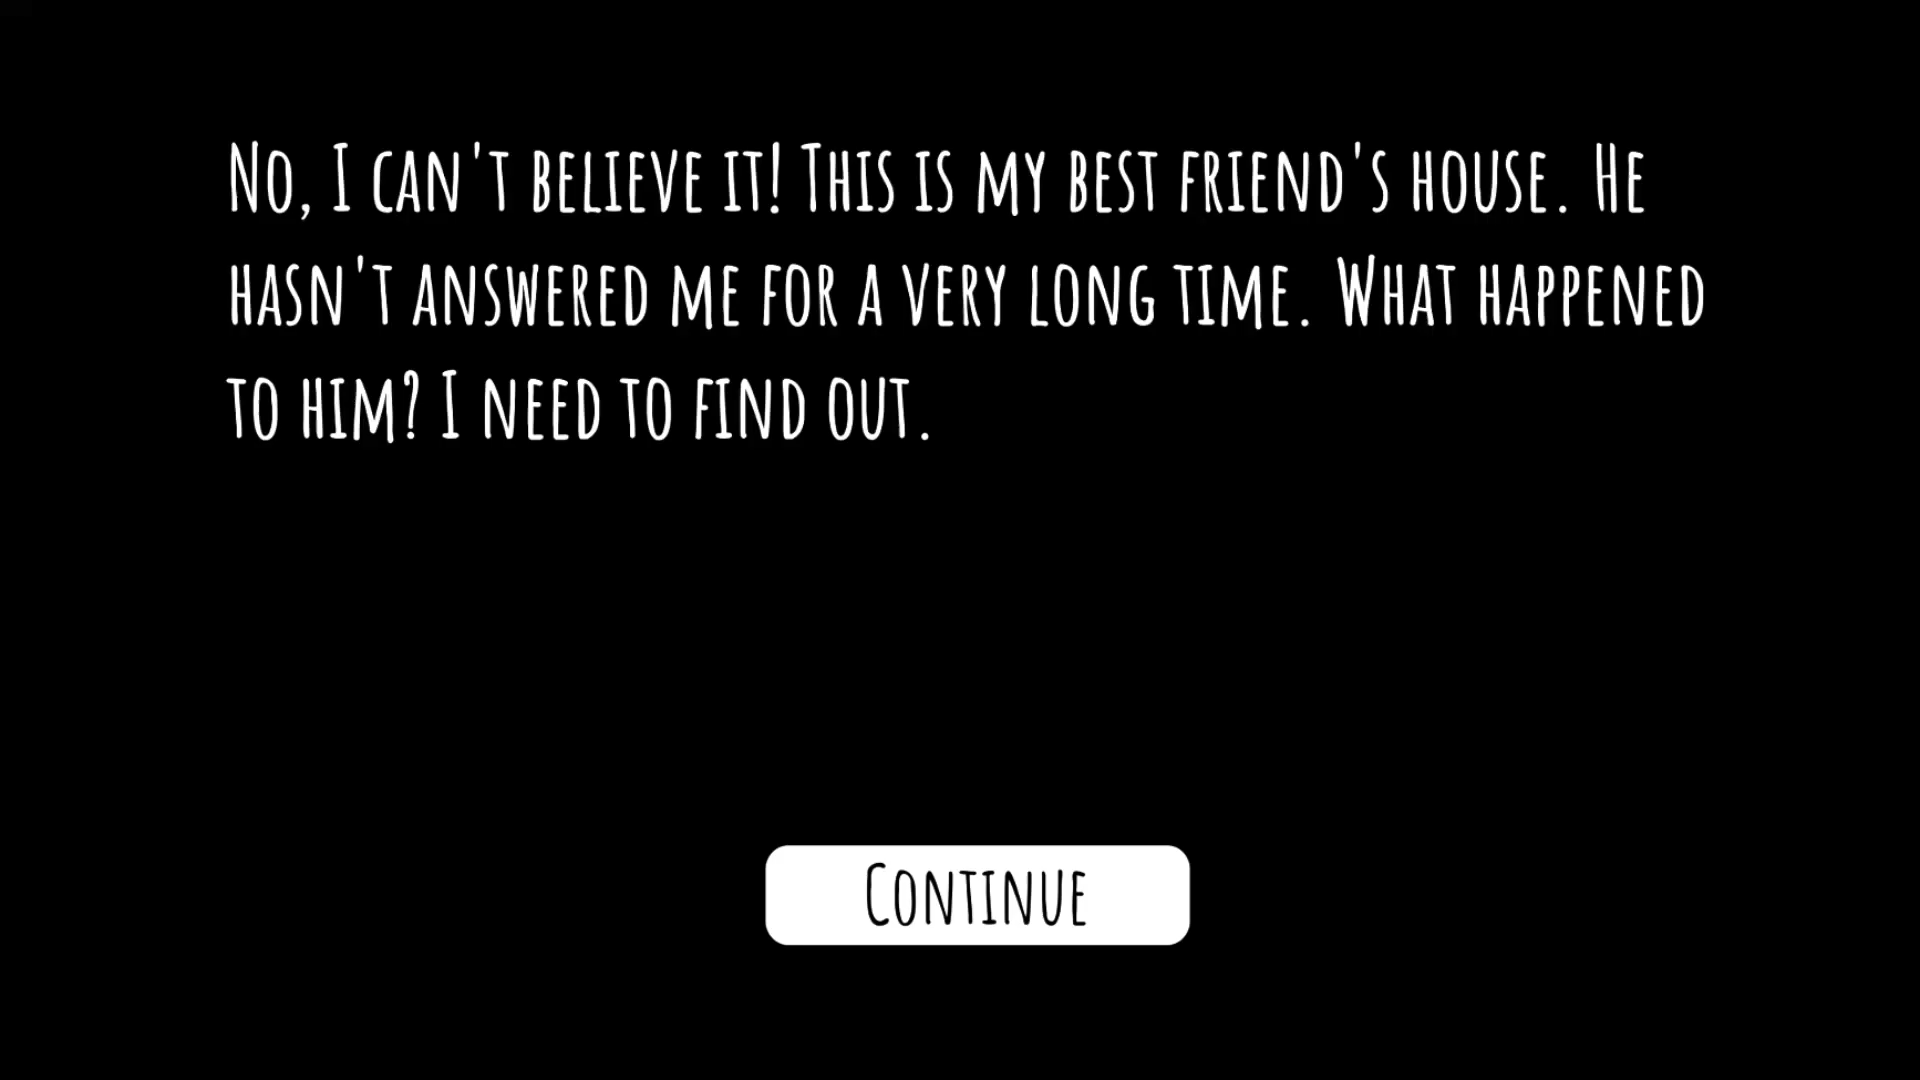 No, I can't believe it! This is my best friend's house. He
hasn't answered me for a very long time. What happened
to him? I need to find out.
Continue